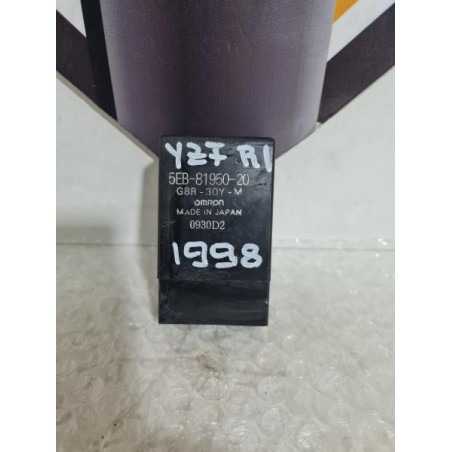 YZF R1
5EB-81950-20
G8R-30Y-M
omron
MADE IN JAPAN
0930D2
1998